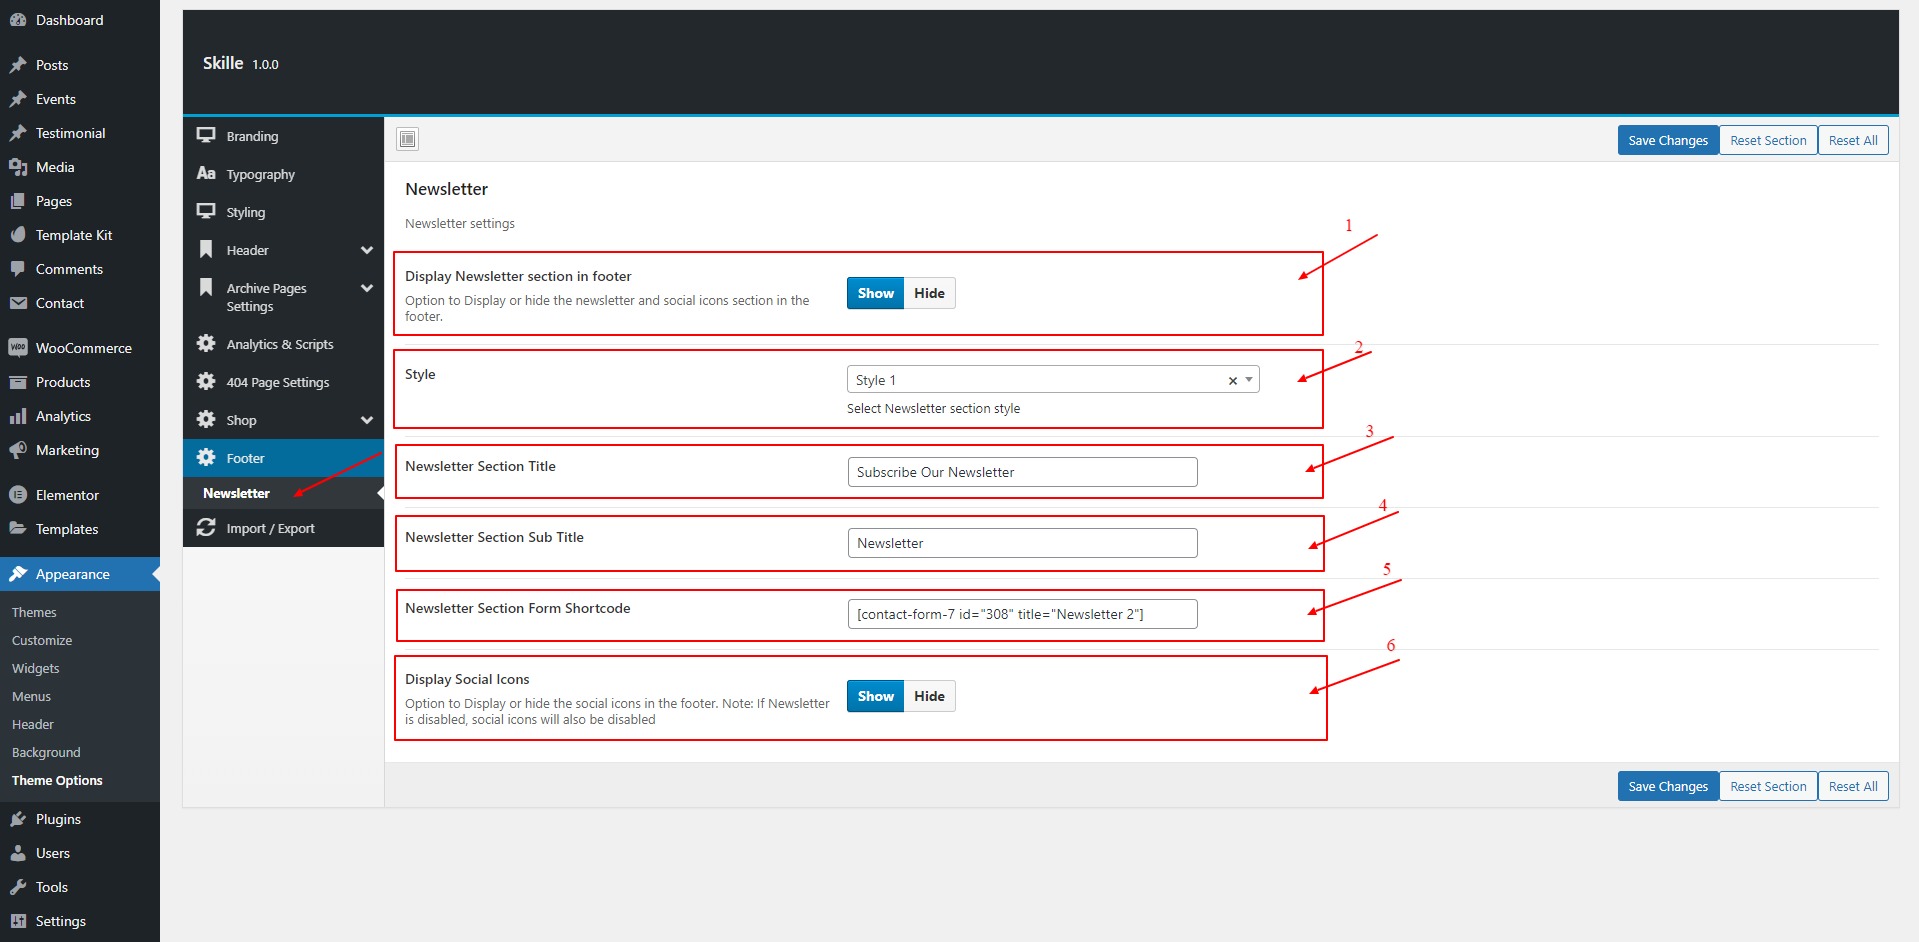 Dashboard
Posts
Events
Testimonial
Media
Pages
Template Kit
Comments
Contact
WOO WooCommerce
Products
Analytics
Marketing
Elementor
Templates
Appearance
Themes
Customize
Widgets
Menus
Header
Background
Theme Options
Plugins
Users
Tools
Settings
Skille 1.0.0
Branding
Aa Typography
Styling
Header
Archive Pages
Settings
Analytics & Scripts
404 Page Settings
Shop
Footer
Newsletter
Import / Export
Save Changes Reset Section Reset All
Newsletter
Newsletter settings
1
Display Newsletter section in footer
Option to Display or hide the newsletter and social icons section in the
footer.
Show Hide
2
Style
Style 1 × 
Select Newsletter section style
3
Newsletter Section Title
Subscribe Our Newsletter
4
Newsletter Section Sub Title
Newsletter
5
Newsletter Section Form Shortcode
[contact-form-7 id="308" title="Newsletter 2"]
6
Display Social Icons
Option to Display or hide the social icons in the footer. Note: If Newsletter
is disabled, social icons will also be disabled
Show Hide
Save Changes Reset Section Reset All